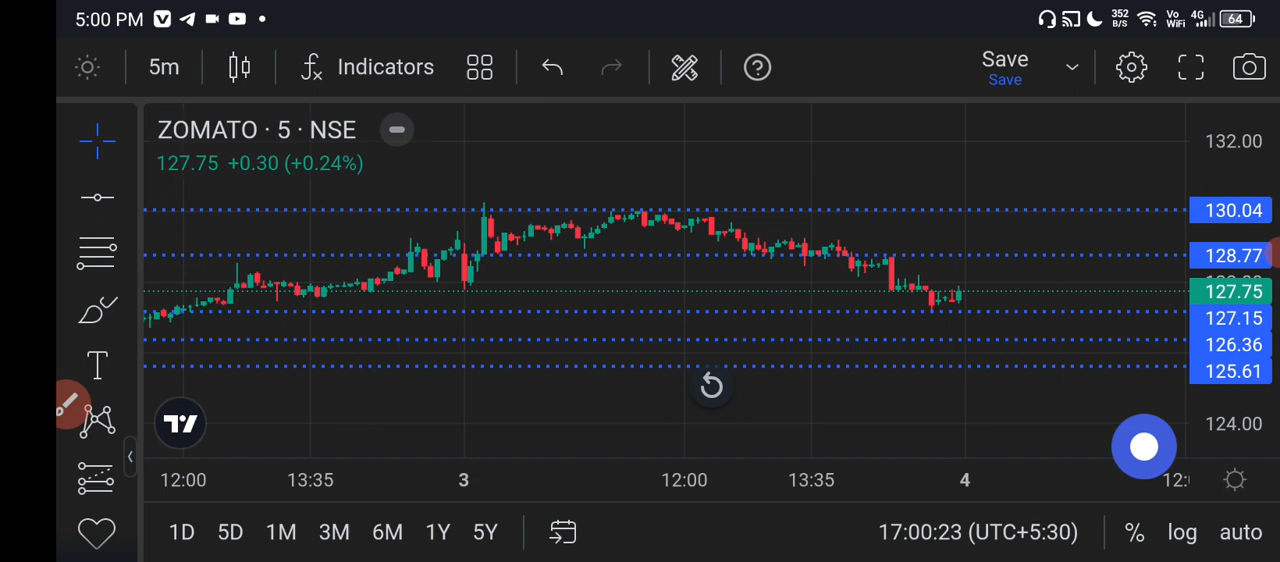 5:00 PM
352 B/S
Vo WiFi 4G 64
5m
Indicators
Save
Save
ZOMATO · 5 · NSE
127.75 +0.30 (+0.24%)
132.00
130.04
128.77
127.75
127.15
126.36
125.61
124.00
12:00 13:35 3 12:00 13:35 4
1D 5D 1M 3M 6M 1Y 5Y
17:00:23 (UTC+5:30)
% log auto